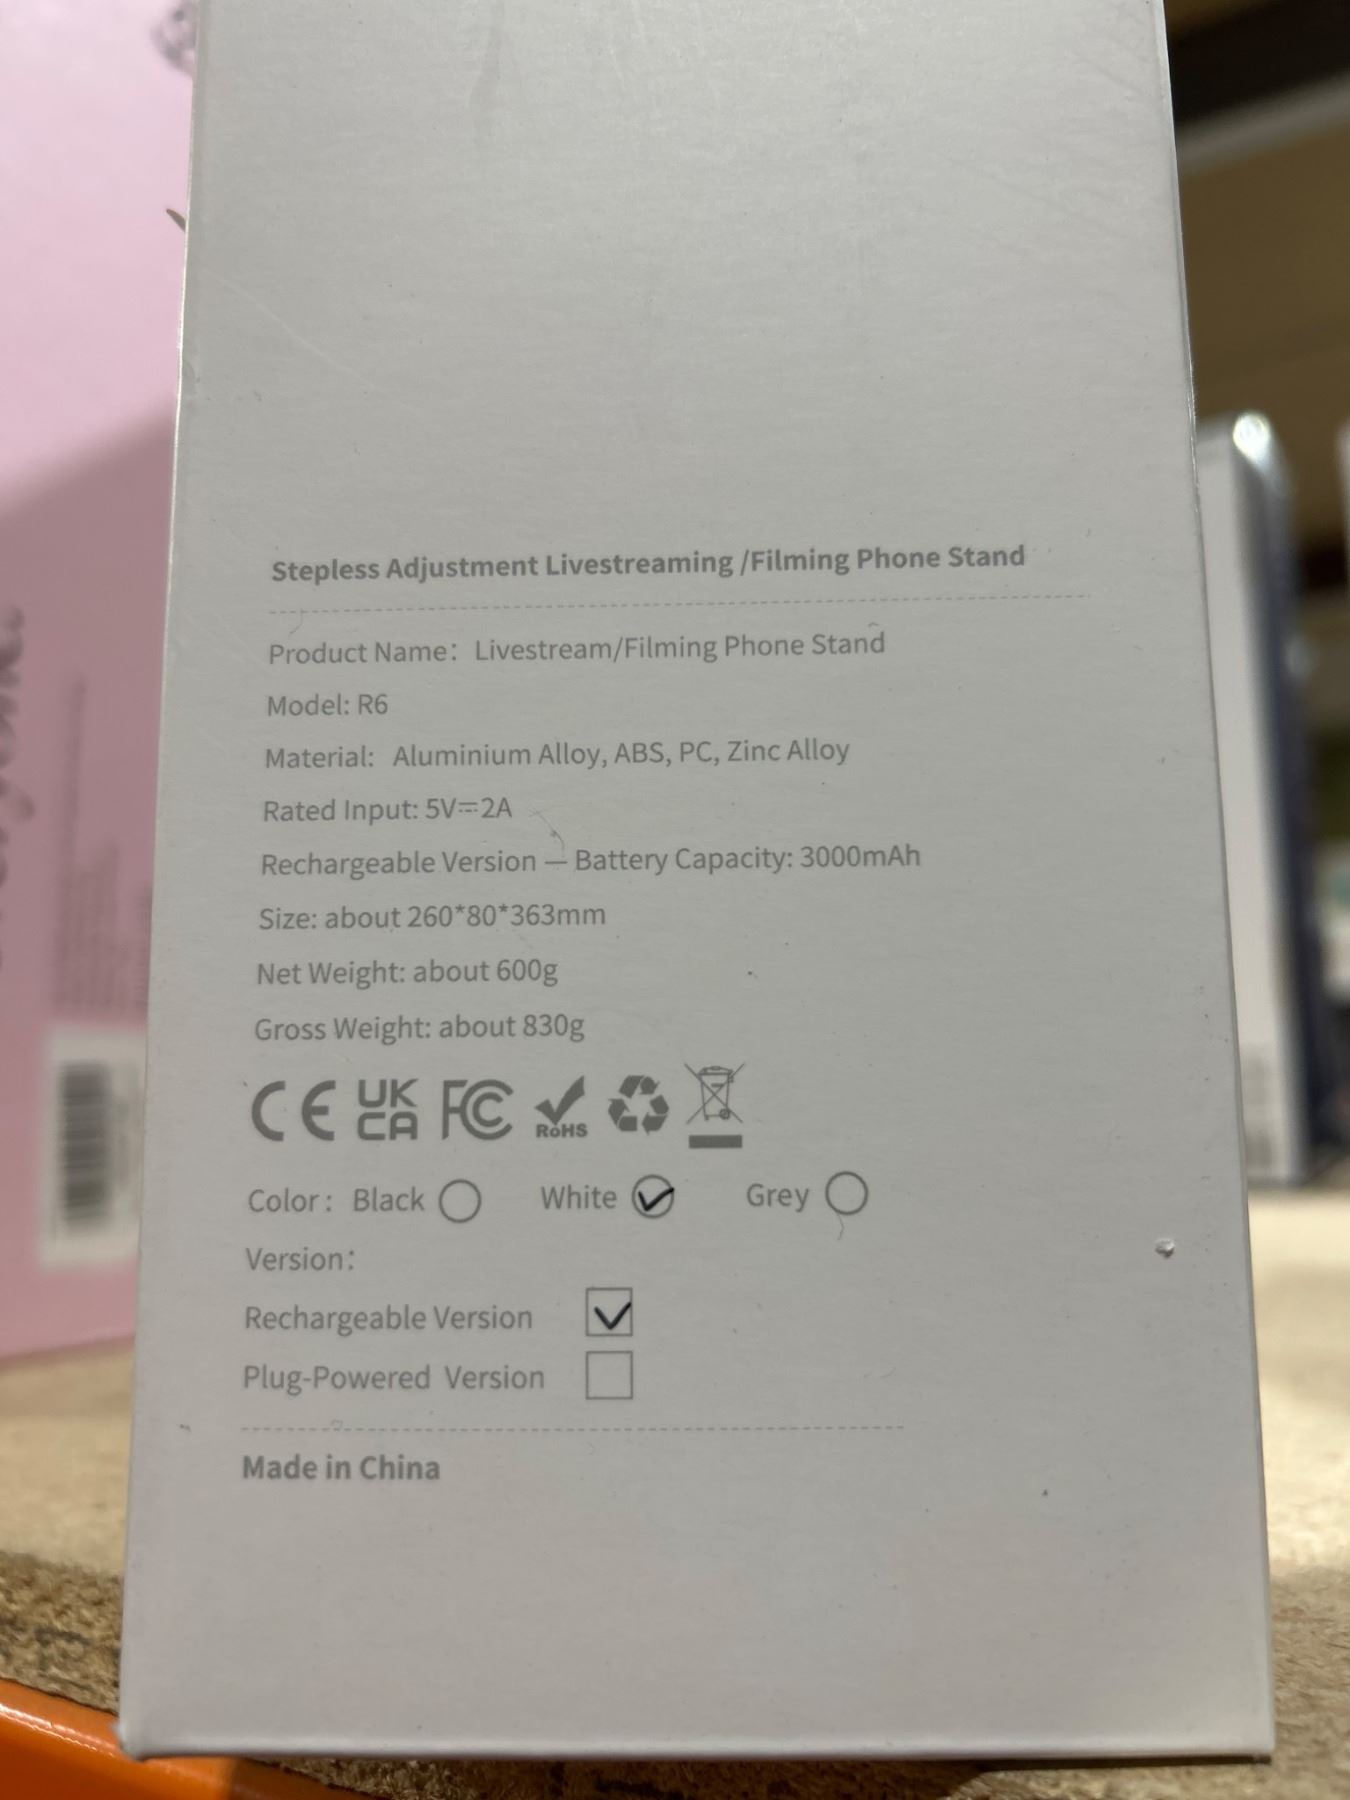 Stepless Adjustment Livestreaming /Filming Phone Stand
Product Name: Livestream/Filming Phone Stand
Model: R6
Material: Aluminium Alloy, ABS, PC, Zinc Alloy
Rated Input: 5V⎓2A
Rechargeable Version — Battery Capacity: 3000mAh
Size: about 260*80*363mm
Net Weight: about 600g
Gross Weight: about 830g
CE UK CA FC RoHS
Color: Black White Grey
Version:
Rechargeable Version
Plug-Powered Version
Made in China